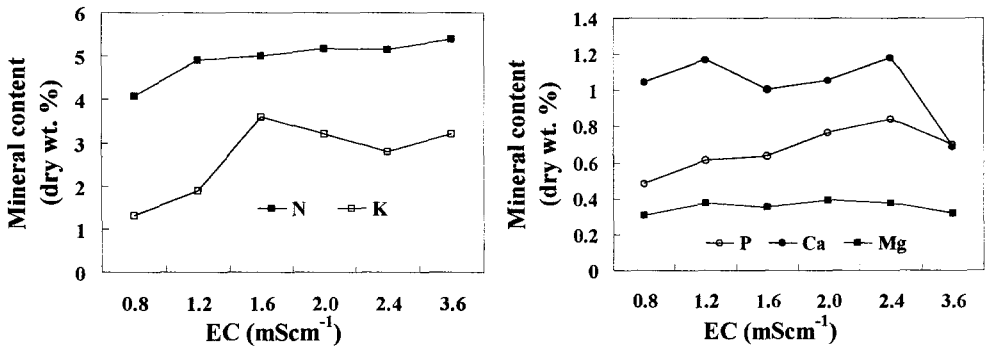 Mineral content
(dry wt. %)
6
5
4
3
2
1
0
N K
0.8 1.2 1.6 2.0 2.4 3.6
EC (mScm-1)
Mineral content
(dry wt. %)
1.4
1.2
1
0.8
0.6
0.4
0.2
0
P Ca Mg
0.8 1.2 1.6 2.0 2.4 3.6
EC (mScm-1)